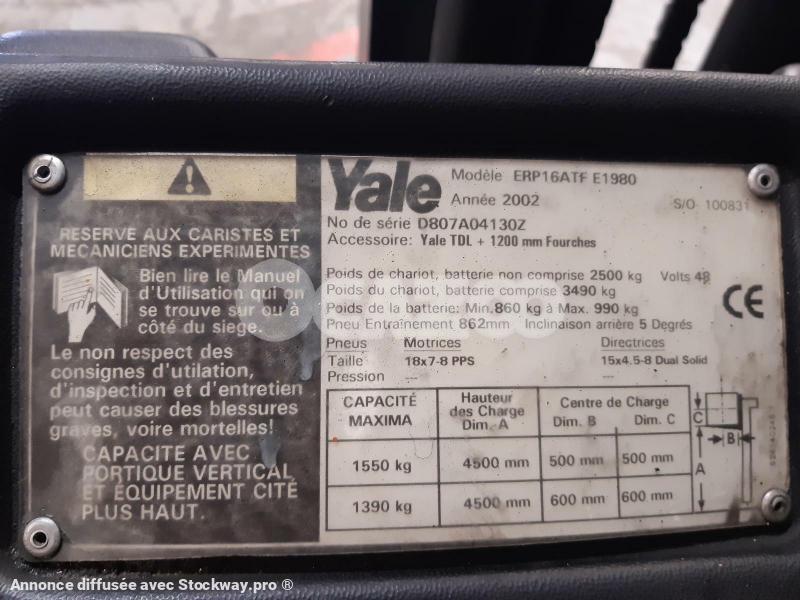 RESERVE AUX CARISTES ET
MECANICIENS EXPERIMENTES
Bien lire le Manuel
d'Utilisation qui on
se trouve sur ou à
côté du siege.
Le non respect des
consignes d'utilation,
d'inspection et d'entretien
peut causer des blessures
graves, voire mortelles!
CAPACITE AVEC
PORTIQUE VERTICAL
ET ÉQUIPEMENT CITÉ
PLUS HAUT.
Yale
Modèle ERP16ATF E1980
Année 2002 S/O 100831
No de série D807A04130Z
Accessoire: Yale TDL + 1200 mm Fourches
Poids de chariot, batterie non comprise 2500 kg Volts 48
Poids du chariot, batterie comprise 3490 kg
Poids de la batterie: Min. 860 kg à Max. 990 kg
Pneu Entraînement 862mm Inclinaison arrière 5 Degrés
CE
Pneus Motrices Directrices
Taille 18x7-8 PPS 15x4.5-8 Dual Solid
Pression --- ---
CAPACITÉ MAXIMA Hauteur des Charge Dim. A Centre de Charge Dim. B Dim. C
1550 kg 4500 mm 500 mm 500 mm
1390 kg 4500 mm 600 mm 600 mm
C
B
A
Annonce diffusée avec Stockway.pro ®